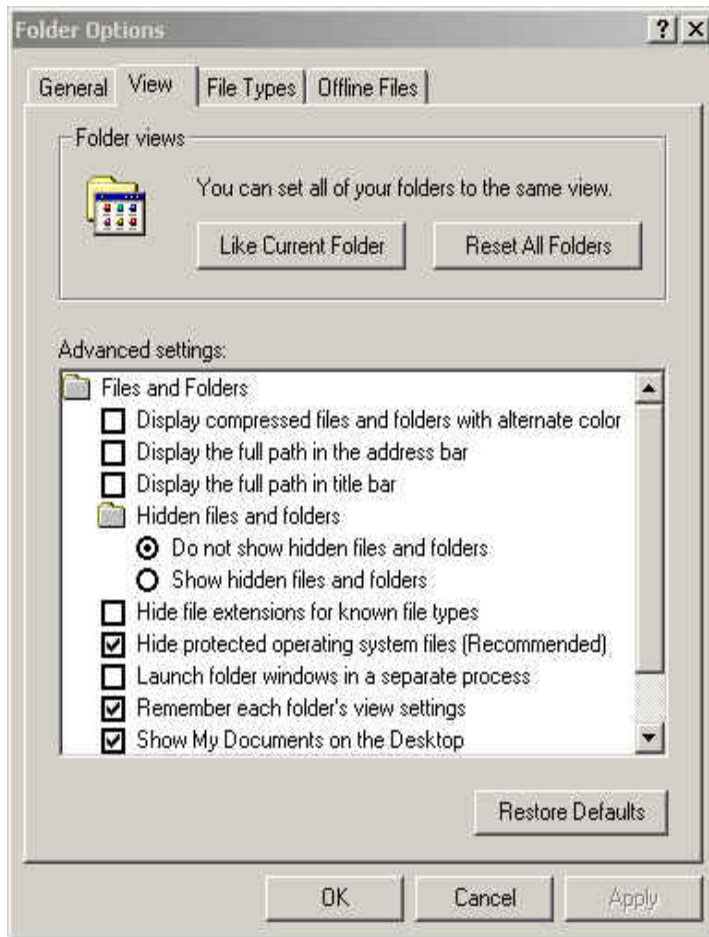 Folder Options
General View File Types Offline Files
Folder views
You can set all of your folders to the same view.
Like Current Folder Reset All Folders
Advanced settings:
Files and Folders
Display compressed files and folders with alternate color
Display the full path in the address bar
Display the full path in title bar
Hidden files and folders
Do not show hidden files and folders
Show hidden files and folders
Hide file extensions for known file types
Hide protected operating system files (Recommended)
Launch folder windows in a separate process
Remember each folder's view settings
Show My Documents on the Desktop
Restore Defaults
OK Cancel Apply